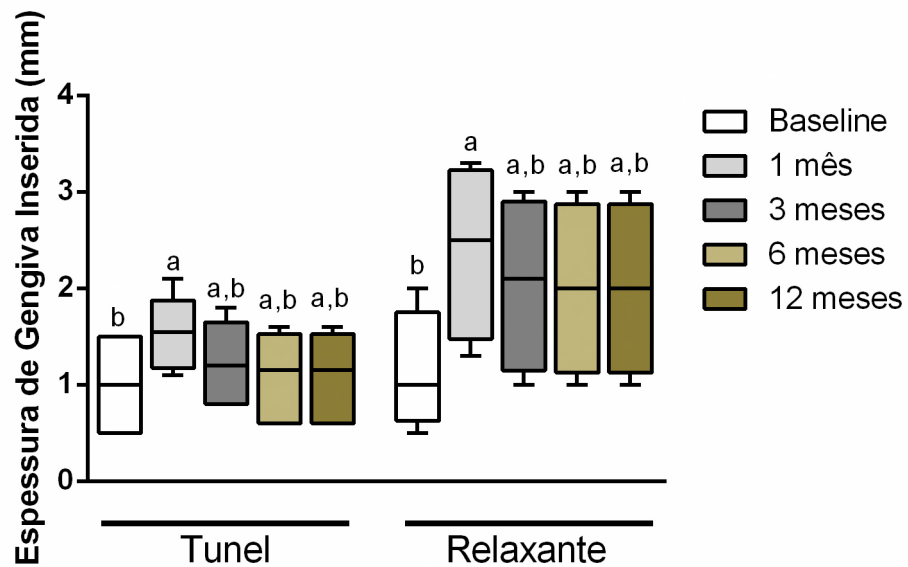 Espessura de Gengiva Inserida (mm)
4
3
2
1
0
b
a
a,b
a,b
a,b
b
a
a,b
a,b
a,b
Tunel
Relaxante
Baseline
1 mês
3 meses
6 meses
12 meses